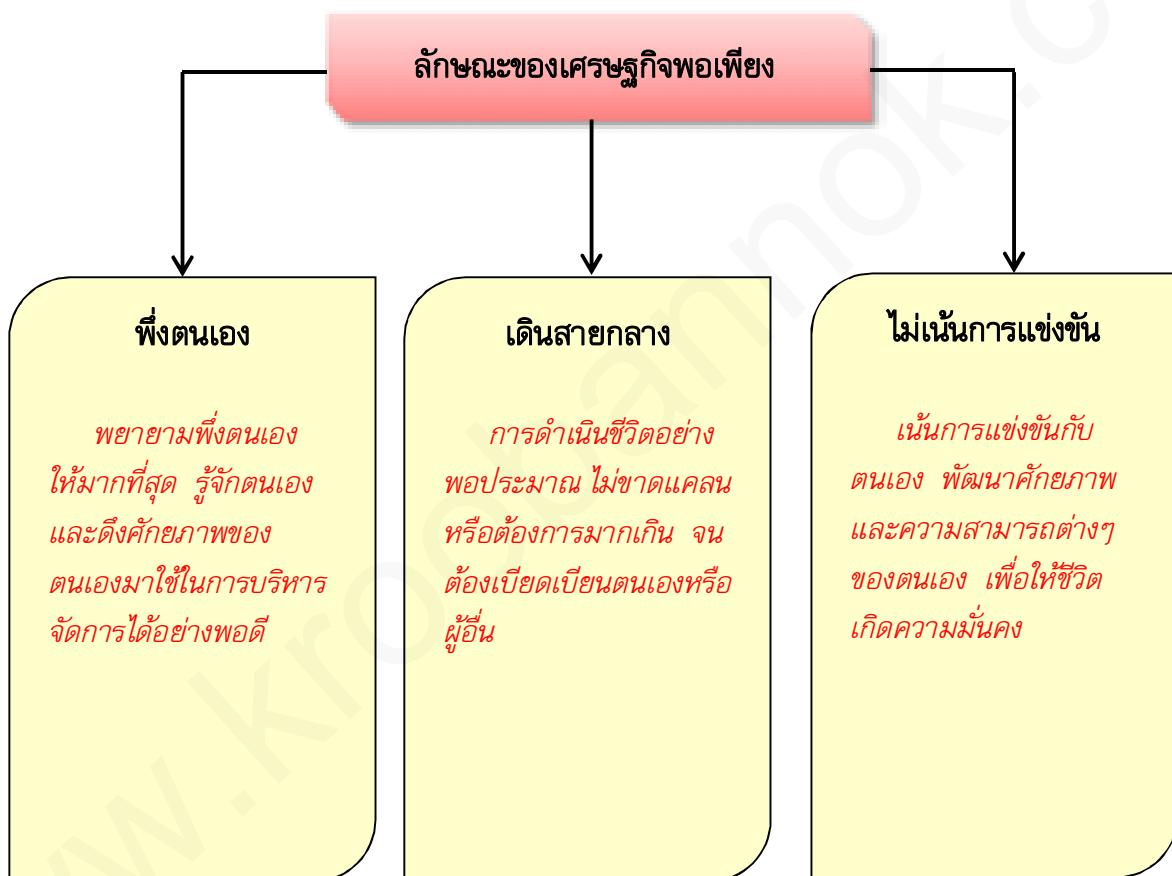 ลักษณะของเศรษฐกิจพอเพียง
พึ่งตนเอง
พยายามพึ่งตนเอง
ให้มากที่สุด รู้จักตนเอง
และดึงศักยภาพของ
ตนเองมาใช้ในการบริหาร
จัดการได้อย่างพอดี
เดินสายกลาง
การดำเนินชีวิตอย่าง
พอประมาณ ไม่ขาดแคลน
หรือต้องการมากเกิน จน
ต้องเบียดเบียนตนเองหรือ
ผู้อื่น
ไม่เน้นการแข่งขัน
เน้นการแข่งขันกับ
ตนเอง พัฒนาศักยภาพ
และความสามารถต่างๆ
ของตนเอง เพื่อให้ชีวิต
เกิดความมั่นคง
w.kroobannok.c